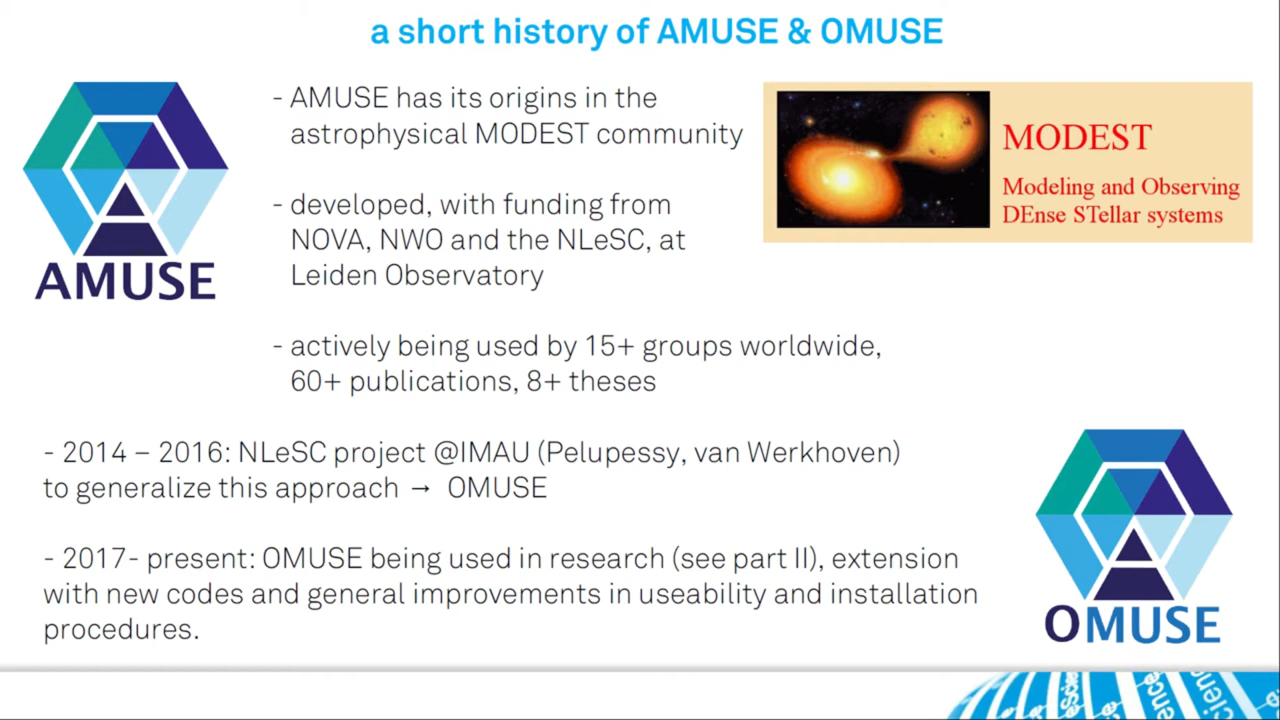 a short history of AMUSE & OMUSE
- AMUSE has its origins in the
astrophysical MODEST community
MODEST
Modeling and Observing
DEnse STellar systems
- developed, with funding from
NOVA, NWO and the NLeSC, at
Leiden Observatory
AMUSE
- actively being used by 15+ groups worldwide,
60+ publications, 8+ theses
- 2014 – 2016: NLeSC project @IMAU (Pelupessy, van Werkhoven)
to generalize this approach → OMUSE
- 2017- present: OMUSE being used in research (see part II), extension
with new codes and general improvements in useability and installation
procedures.
OMUSE